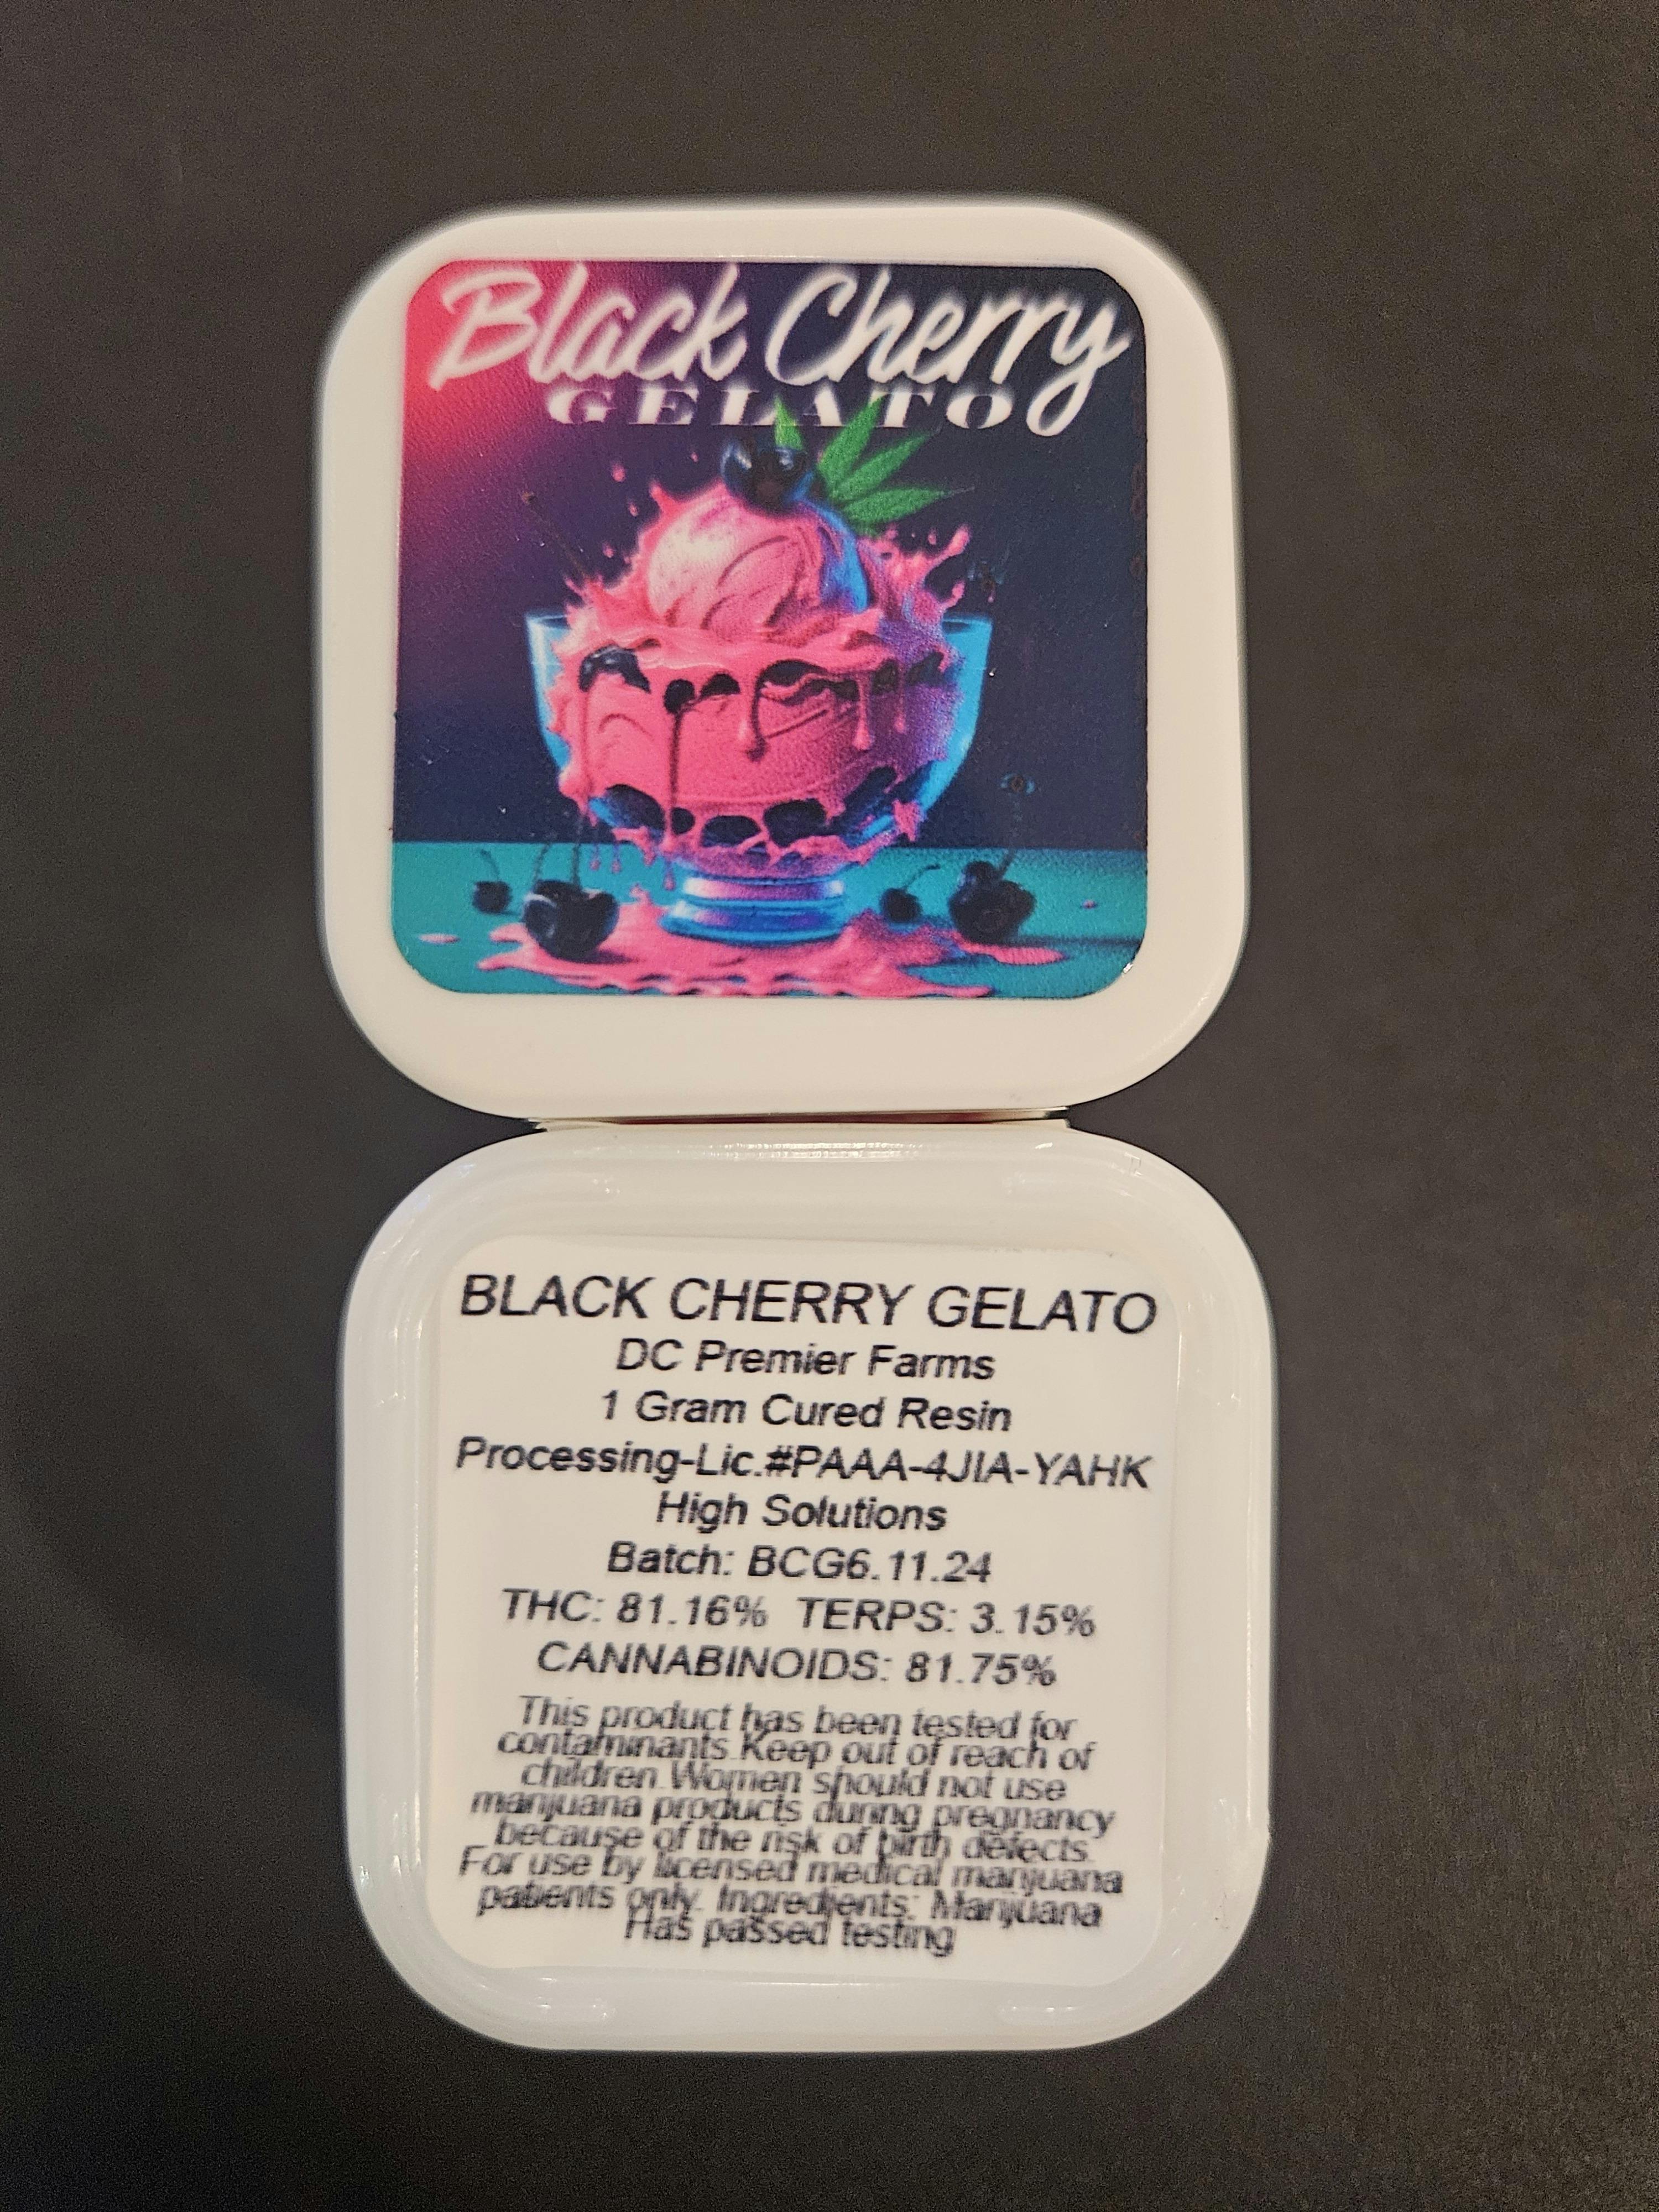 Black Cherry
GELATO
BLACK CHERRY GELATO
DC Premier Farms
1 Gram Cured Resin
Processing-Lic.#PAAA-4JIA-YAHK
High Solutions
Batch: BCG6.11.24
THC: 81.16% TERPS: 3.15%
CANNABINOIDS: 81.75%
This product has been tested for
contaminants.Keep out of reach of
children.Women should not use
marijuana products during pregnancy
because of the risk of birth defects.
For use by licensed medical marijuana
patients only. Ingredients: Marijuana
Has passed testing